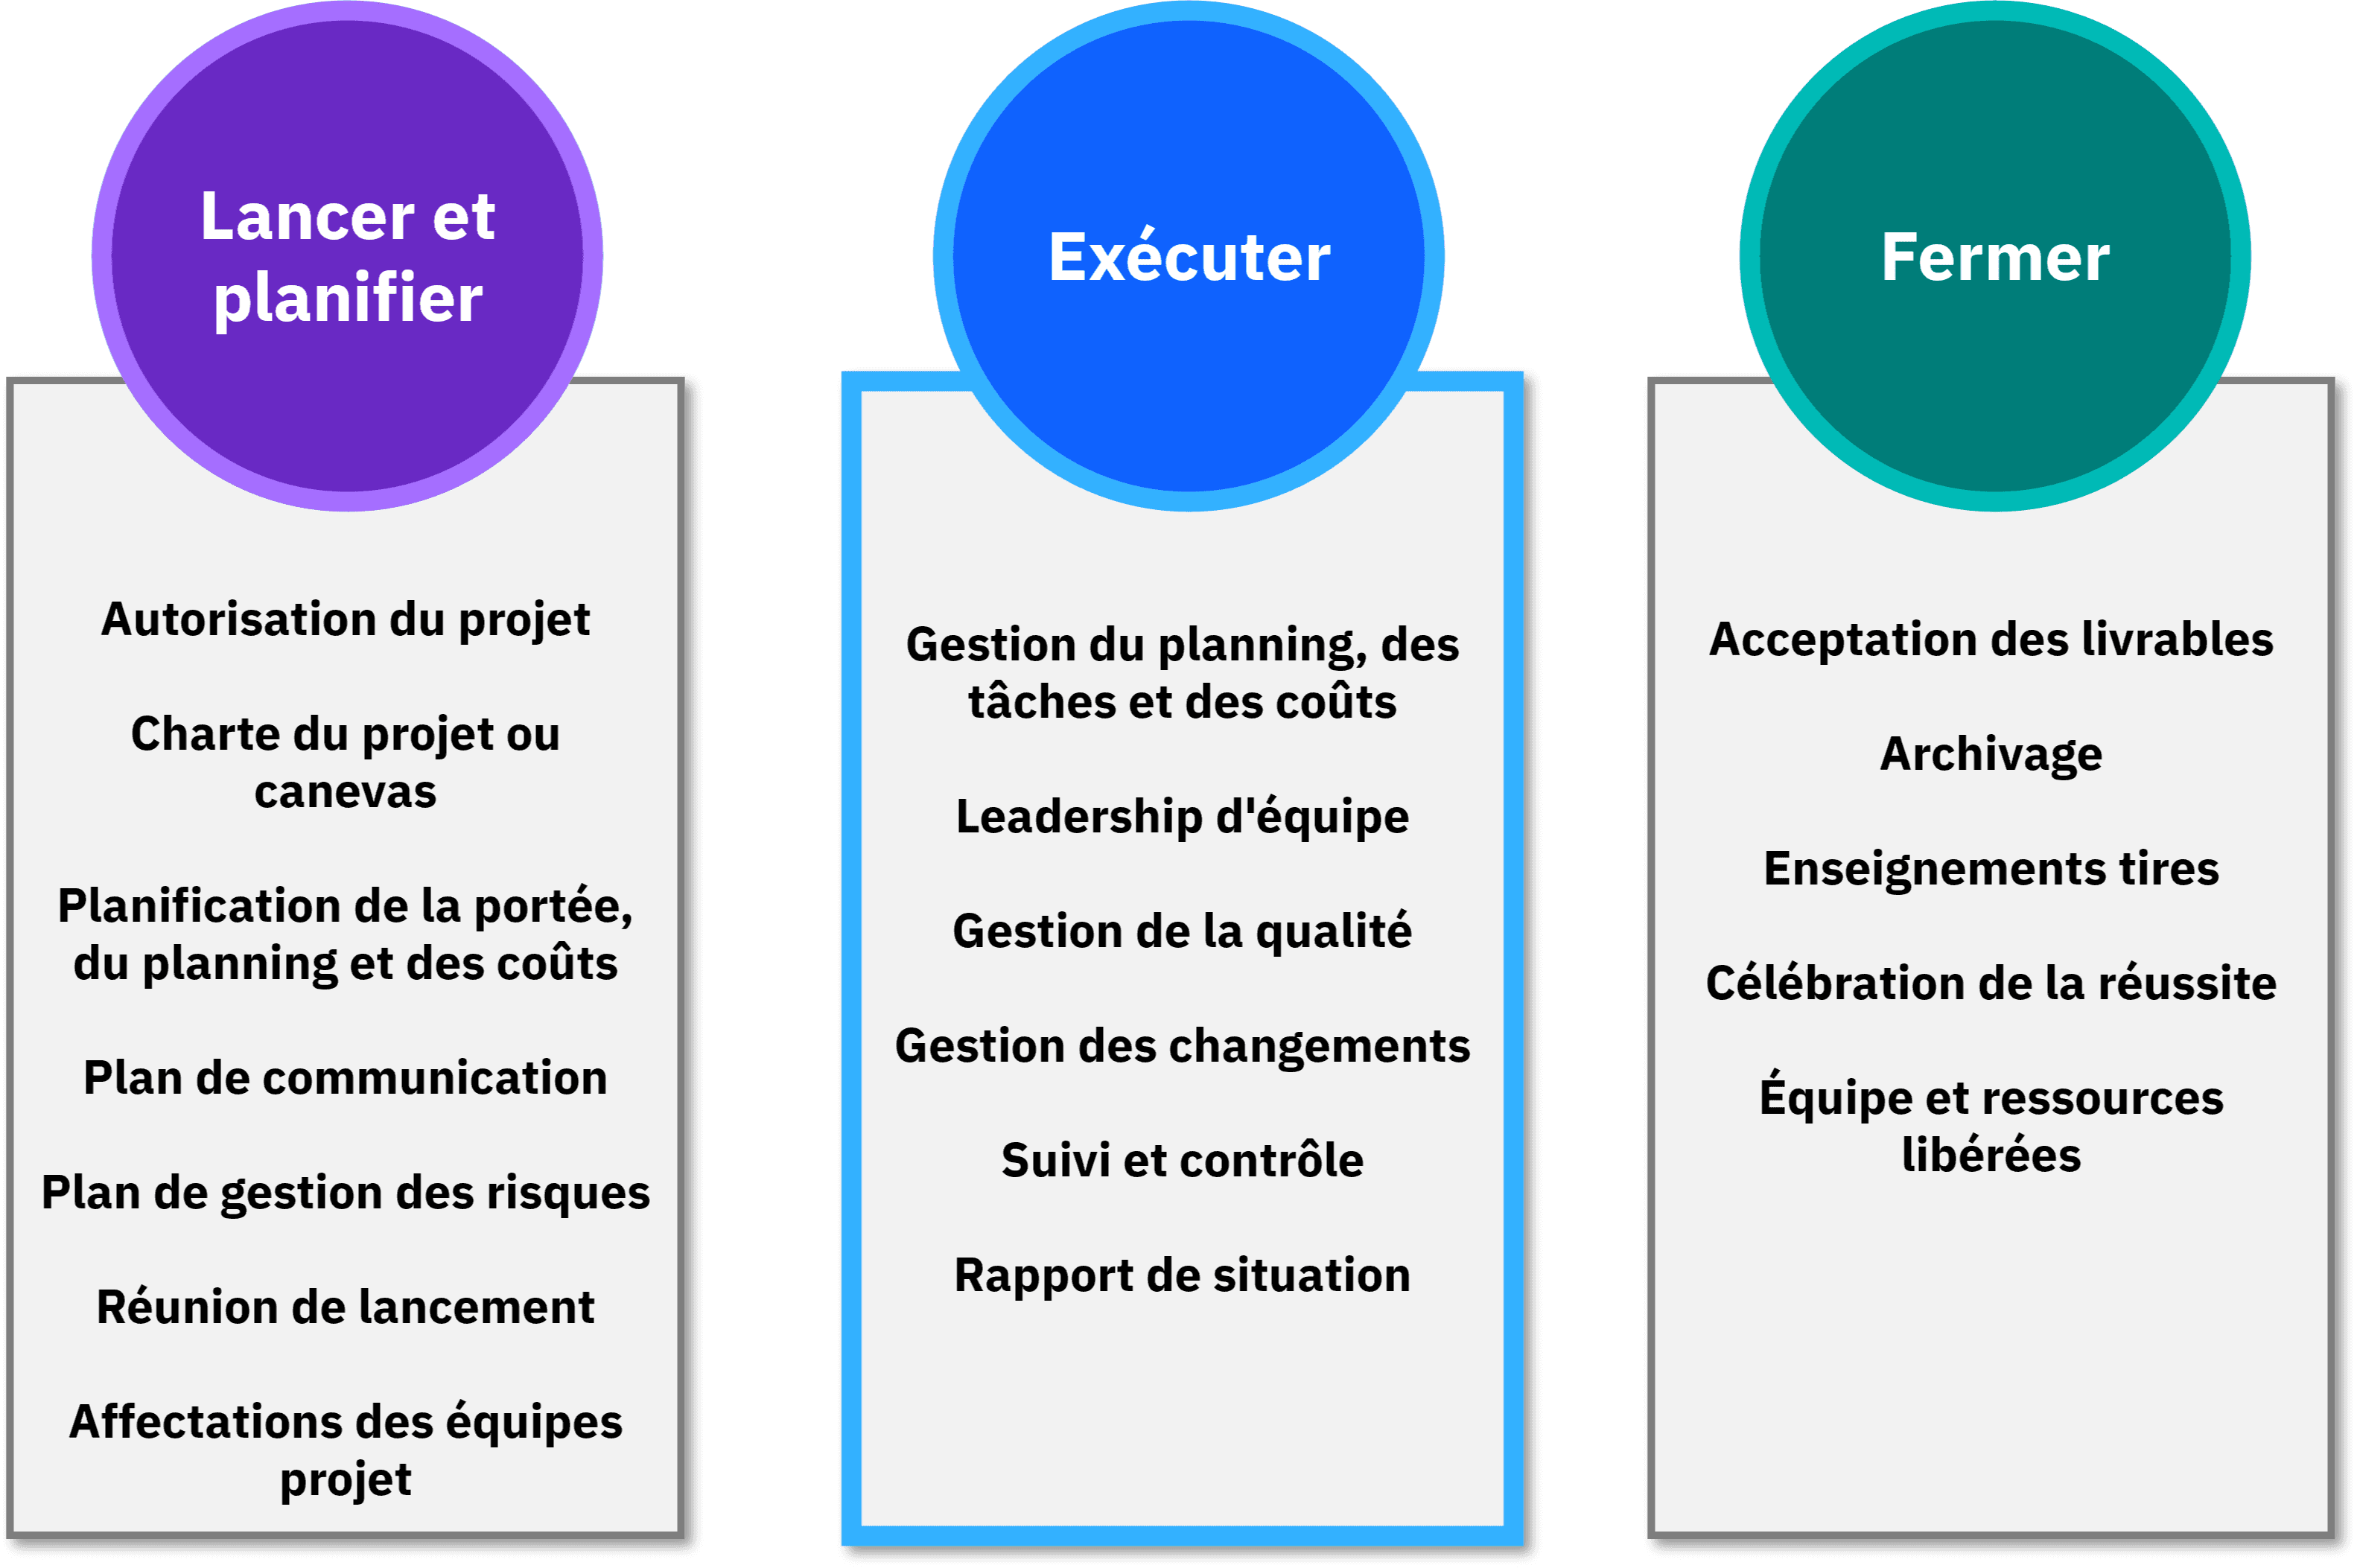 Lancer et
planifier
Autorisation du projet
Charte du projet ou
canevas
Planification de la portée,
du planning et des coûts
Plan de communication
Plan de gestion des risques
Réunion de lancement
Affectations des équipes
projet
Exécuter
Gestion du planning, des
tâches et des coûts
Leadership d'équipe
Gestion de la qualité
Gestion des changements
Suivi et contrôle
Rapport de situation
Fermer
Acceptation des livrables
Archivage
Enseignements tires
Célébration de la réussite
Équipe et ressources
libérées